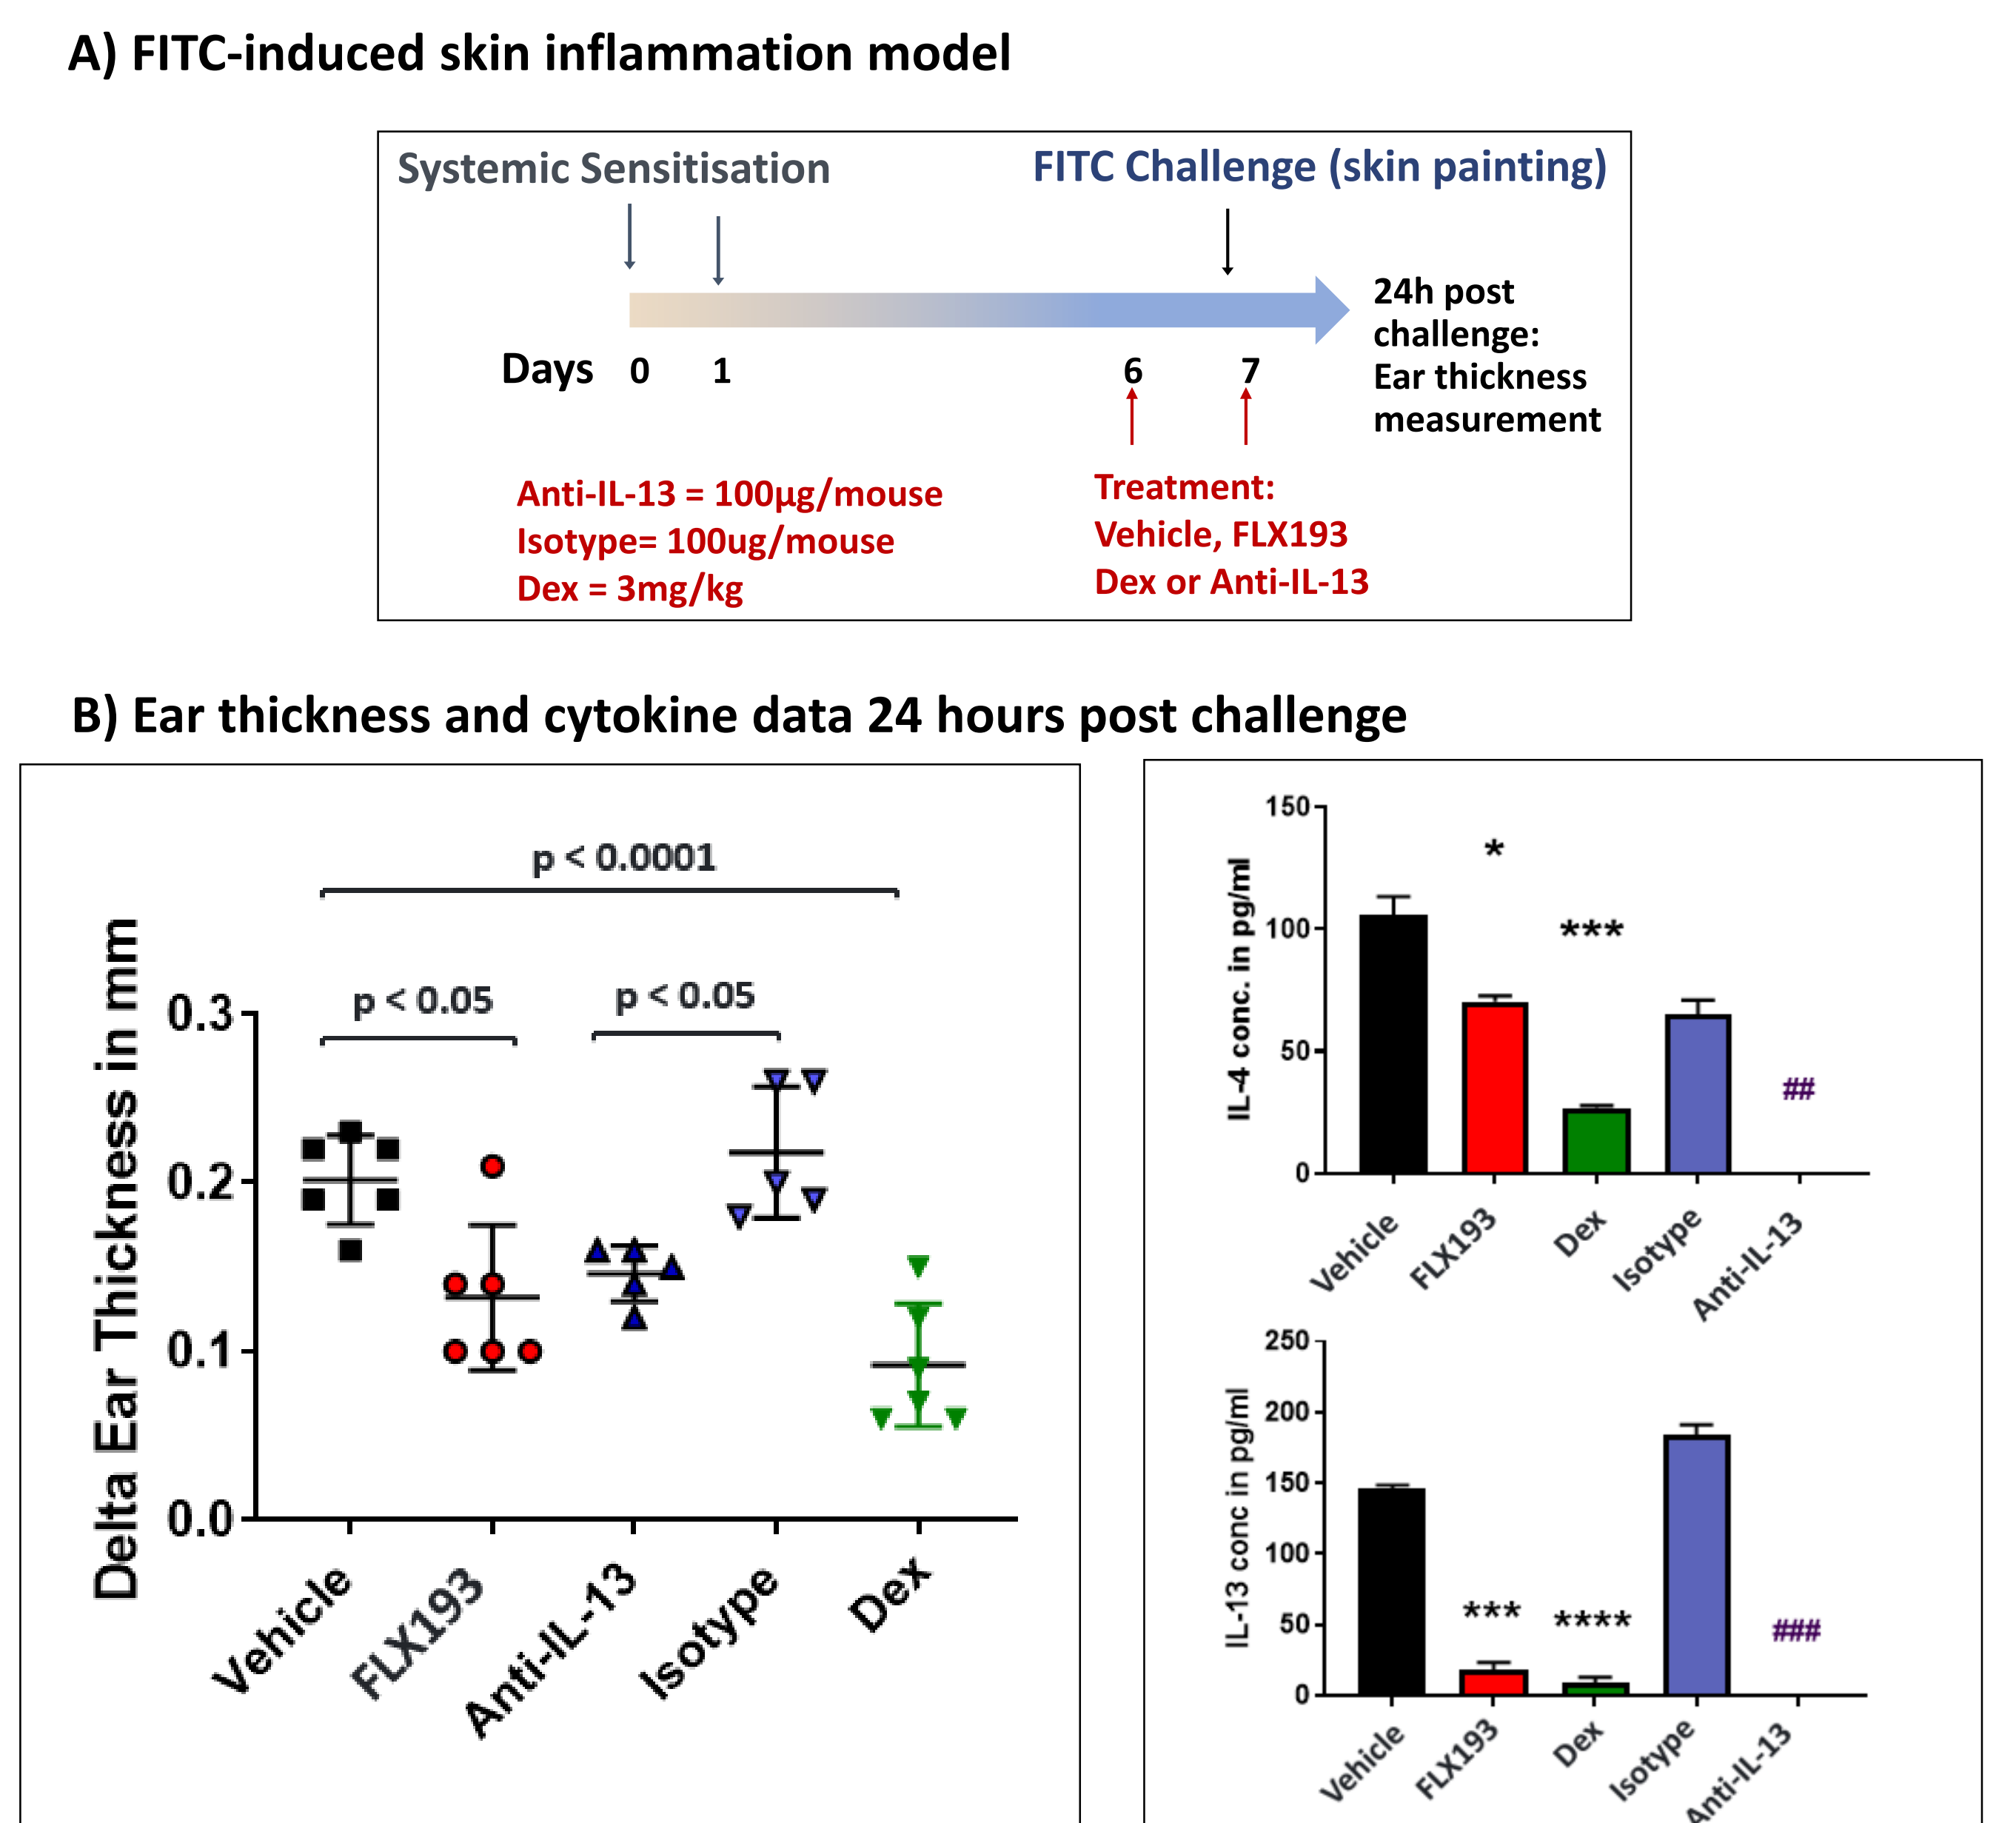 A) FITC-induced skin inflammation model
Systemic Sensitisation
FITC Challenge (skin painting)
24h post
challenge:
Ear thickness
measurement
Days 0 1 6 7
Anti-IL-13 = 100µg/mouse
Isotype= 100ug/mouse
Dex = 3mg/kg
Treatment:
Vehicle, FLX193
Dex or Anti-IL-13
B) Ear thickness and cytokine data 24 hours post challenge
p < 0.0001
p < 0.05
p < 0.05
Delta Ear Thickness in mm
0.3
0.2
0.1
0.0
Vehicle
FLX193
Anti-IL-13
Isotype
Dex
IL-4 conc. in pg/ml
150
100
50
0
*
***
##
Vehicle
FLX193
Dex
Isotype
Anti-IL-13
IL-13 conc in pg/ml
250
200
150
100
50
0
***
****
###
Vehicle
FLX193
Dex
Isotype
Anti-IL-13